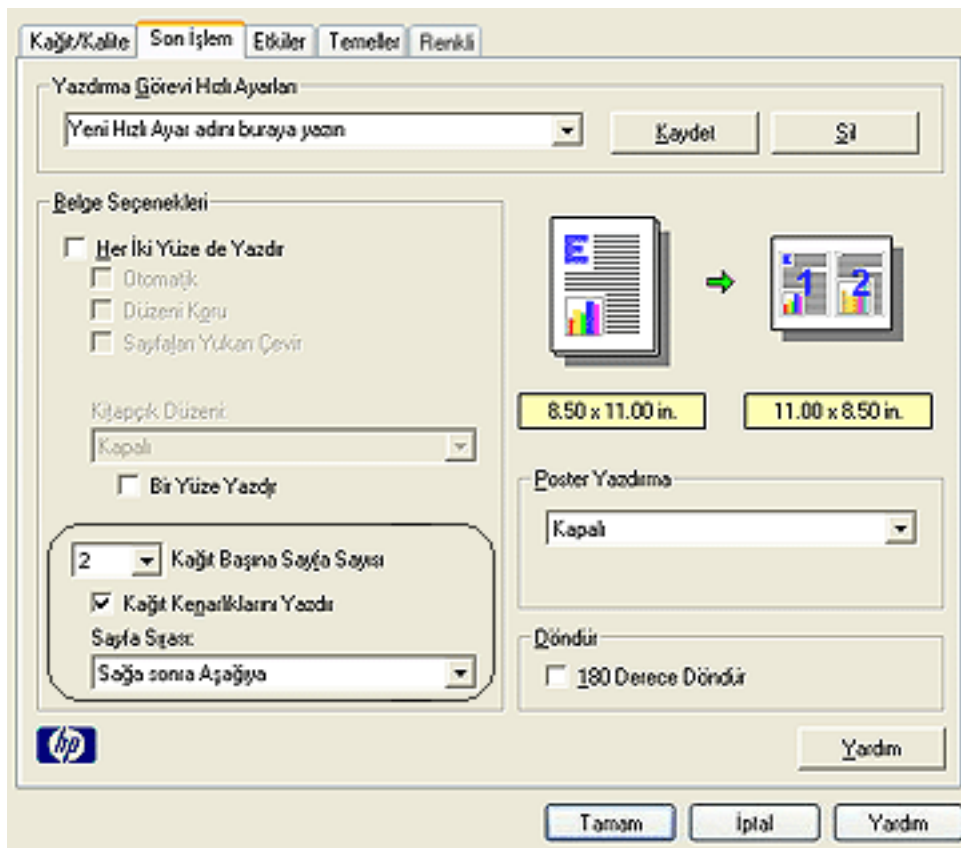 Kağıt/Kalite Son İşlem Etkiler Temeller Renkli
Yazdırma Görevi Hızlı Ayarları
Yeni Hızlı Ayar adını buraya yazın Kaydet Sil
Belge Seçenekleri
Her İki Yüze de Yazdır
Otomatik
Düzeni Koru
Sayfaları Yukarı Çevir
E
1 2
Kitapçık Düzeni:
8.50 x 11.00 in. 11.00 x 8.50 in.
Kapalı
Bir Yüze Yazdır
Poster Yazdırma
Kapalı
2 Kağıt Başına Sayfa Sayısı
Kağıt Kenarlıklarını Yazdır
Sayfa Sırası:
Sağa sonra Aşağıya
Döndür
180 Derece Döndür
hp
Yardım
Tamam İptal Yardım